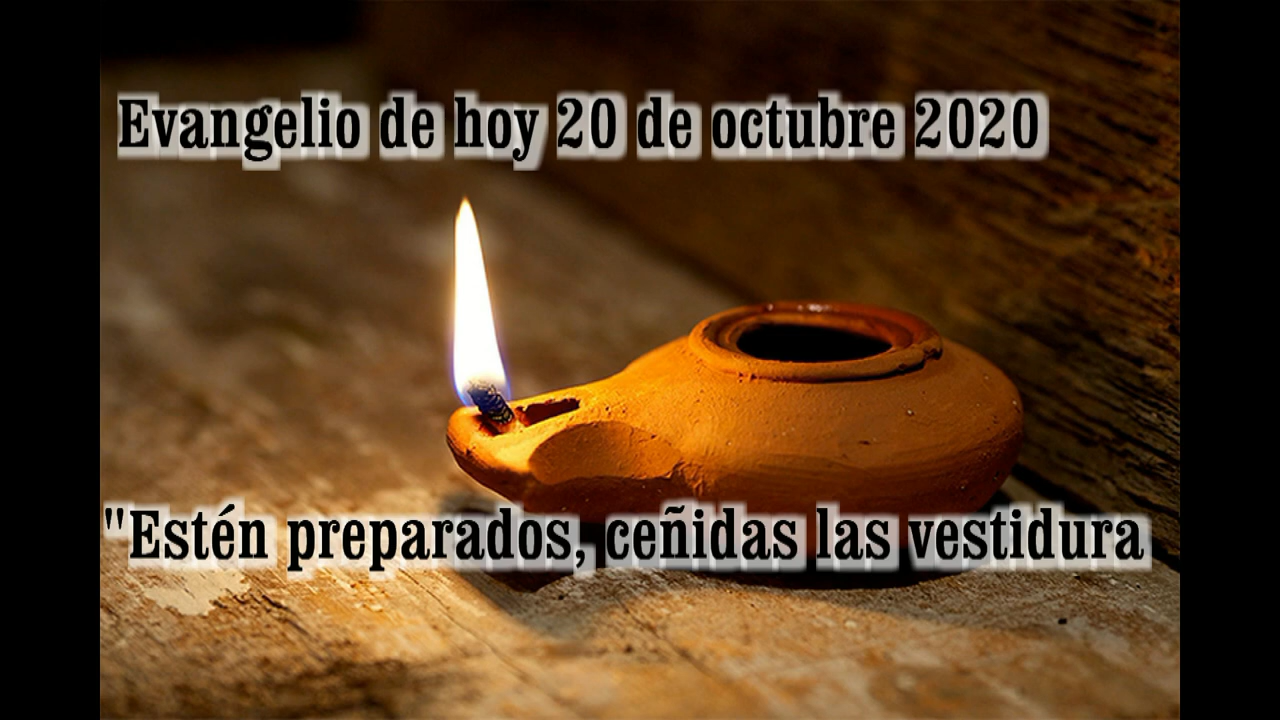 Evangelio de hoy 20 de octubre 2020
"Estén preparados, ceñidas las vestidura